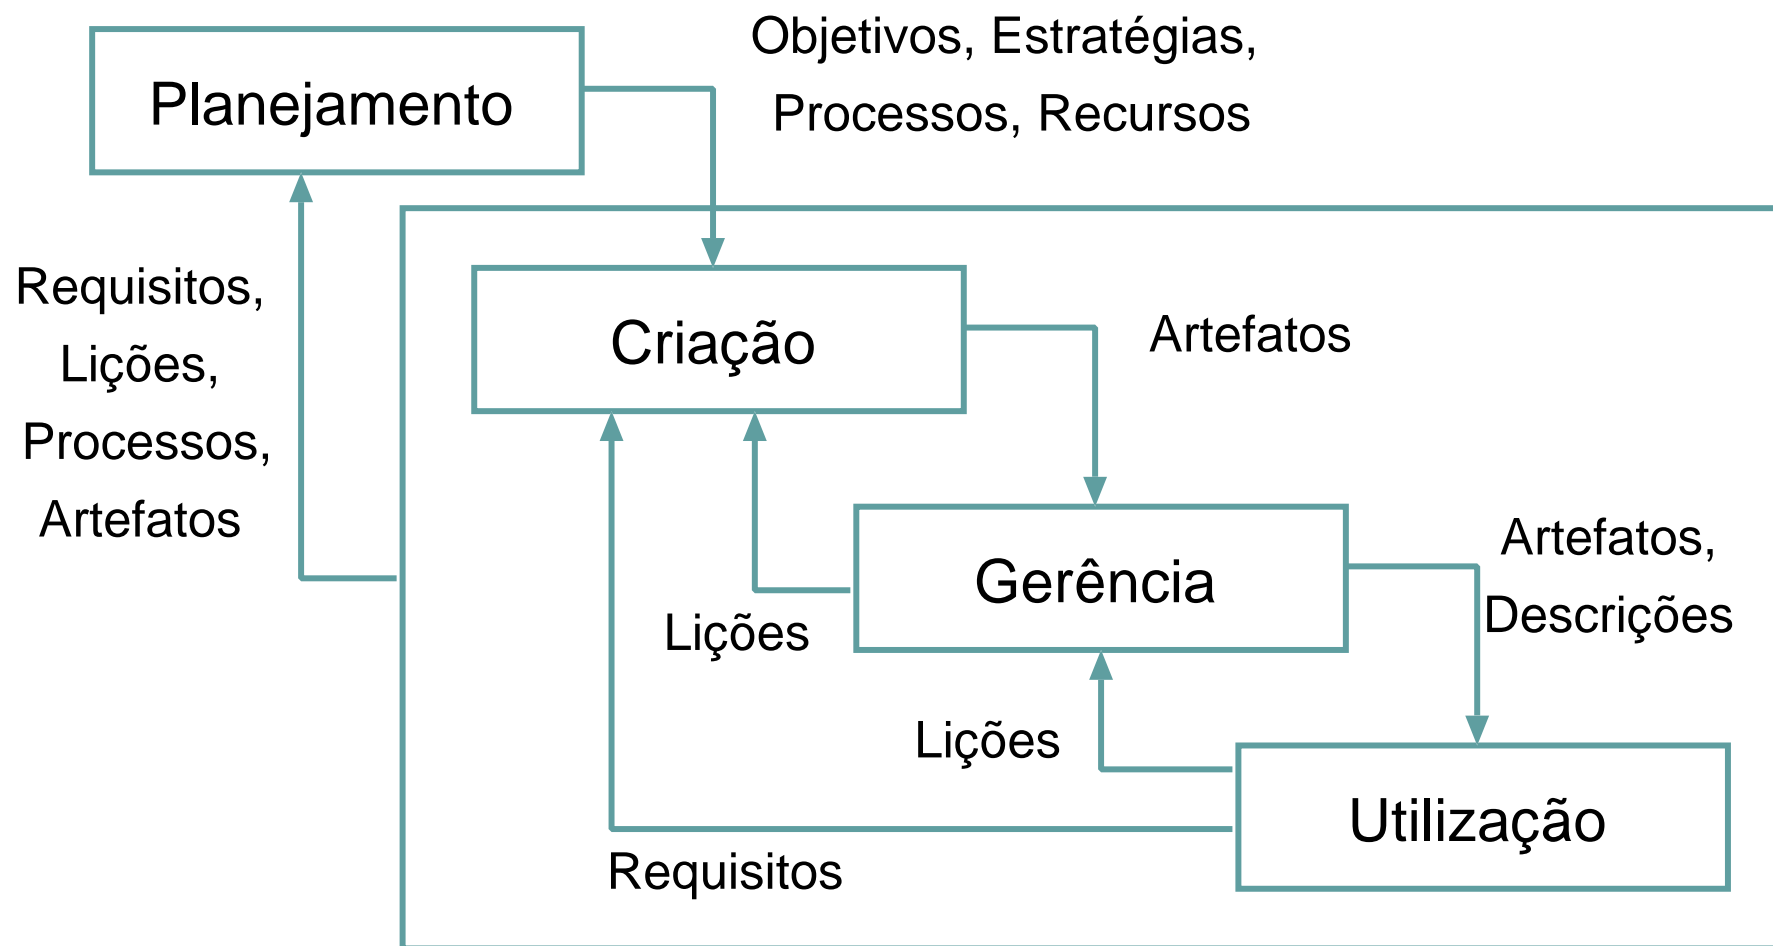 Objetivos, Estratégias,
Processos, Recursos
Planejamento
Requisitos,
Lições,
Processos,
Artefatos
Criação
Artefatos
Gerência
Artefatos,
Descrições
Lições
Lições
Utilização
Requisitos